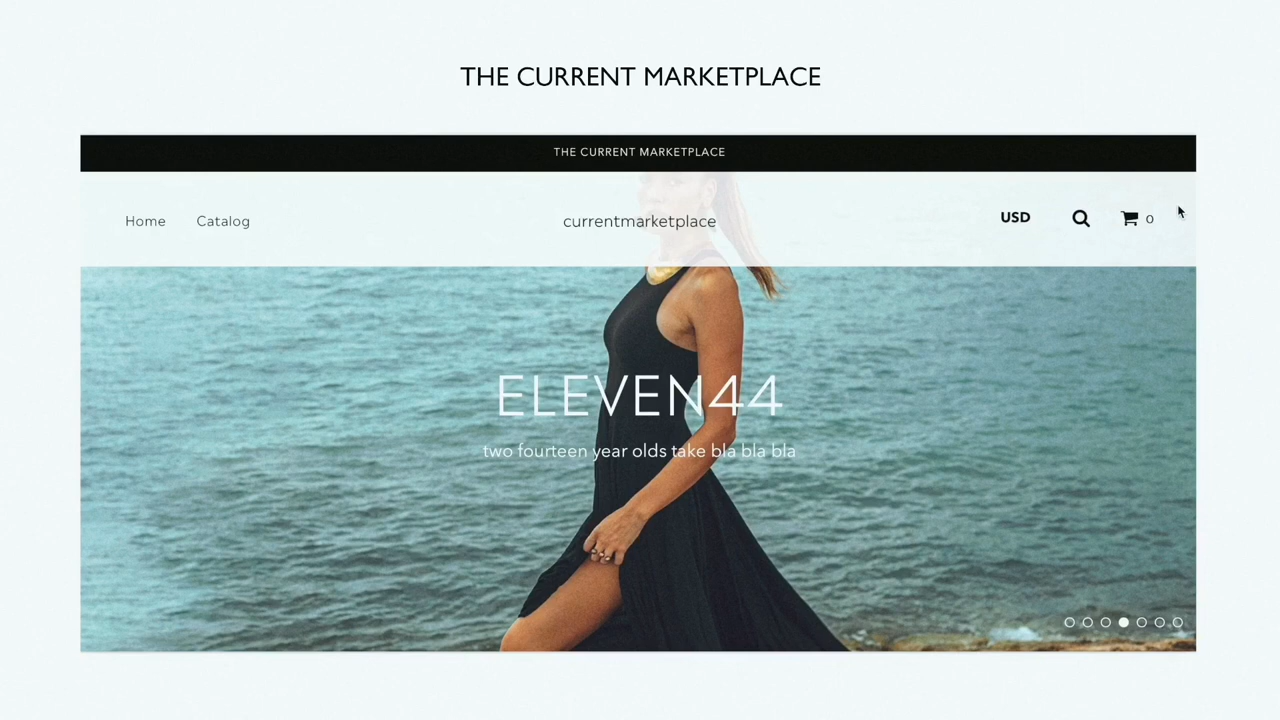 THE CURRENT MARKETPLACE
THE CURRENT MARKETPLACE
Home Catalog currentmarketplace USD 0
ELEVEN44
two fourteen year olds take bla bla bla